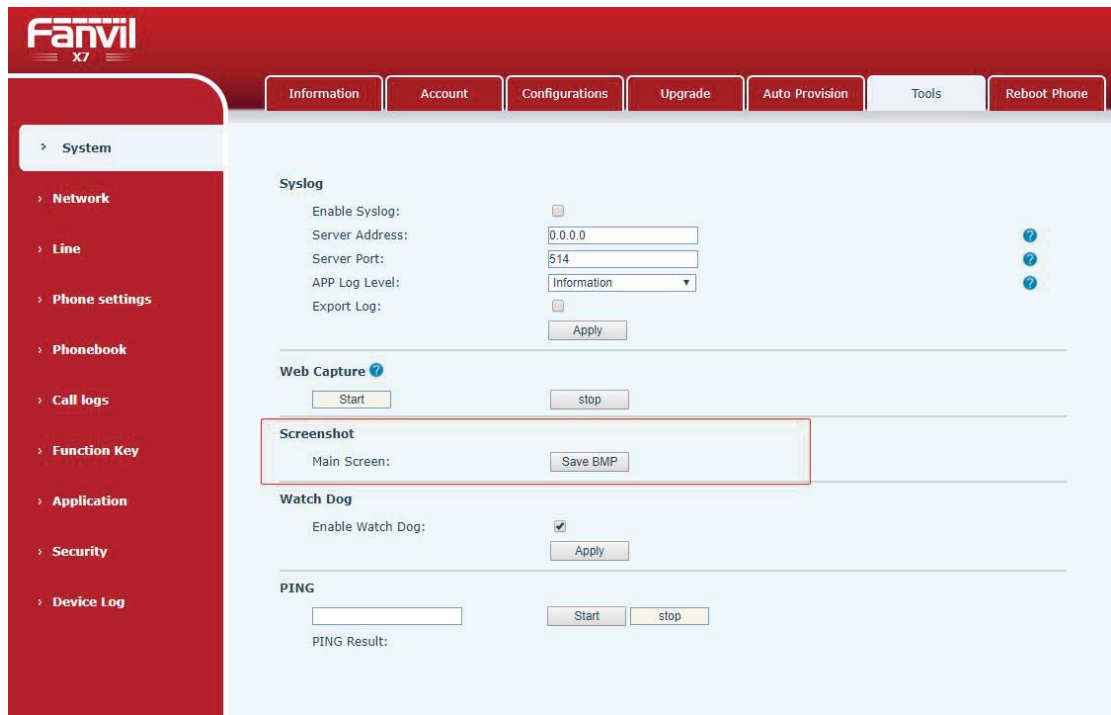 Fanvil
X7
Information Account Configurations Upgrade Auto Provision Tools Reboot Phone
› System
› Network
› Line
› Phone settings
› Phonebook
› Call logs
› Function Key
› Application
› Security
› Device Log
Syslog
Enable Syslog:
Server Address: 0.0.0.0 ?
Server Port: 514 ?
APP Log Level: Information ▼ ?
Export Log:
Apply
Web Capture ?
Start stop
Screenshot
Main Screen: Save BMP
Watch Dog
Enable Watch Dog: ✔
Apply
PING
Start stop
PING Result: